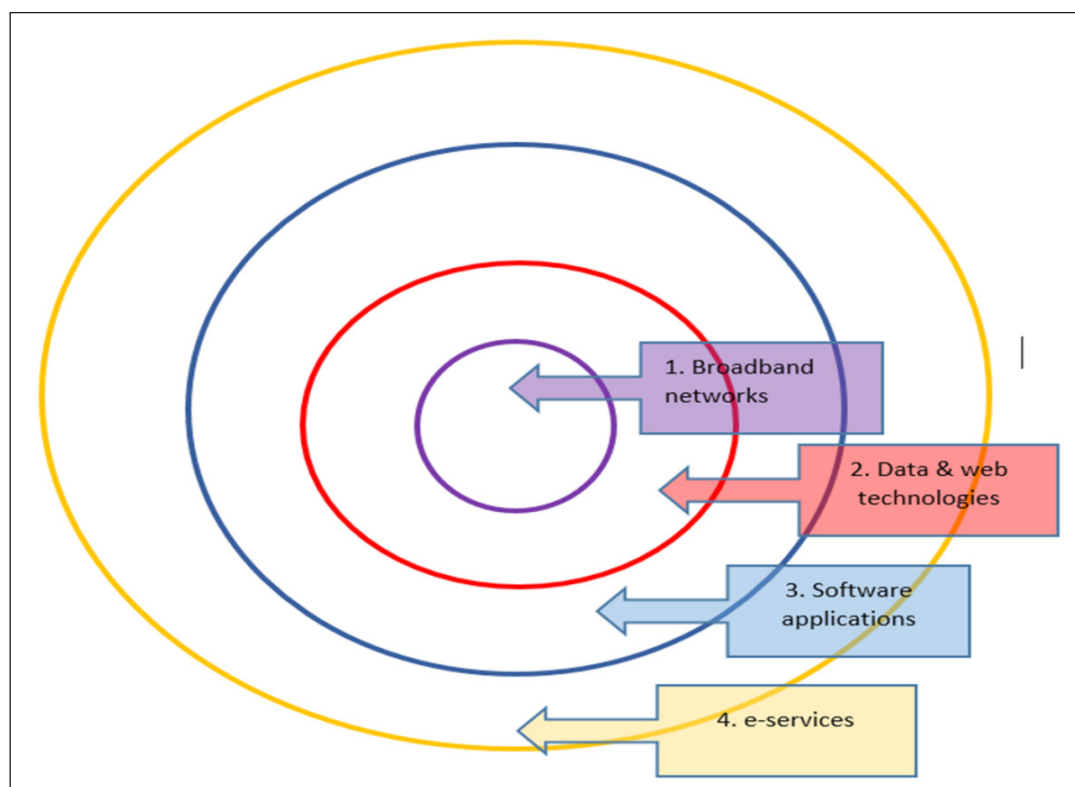 1. Broadband
networks
2. Data & web
technologies
3. Software
applications
4. e-services